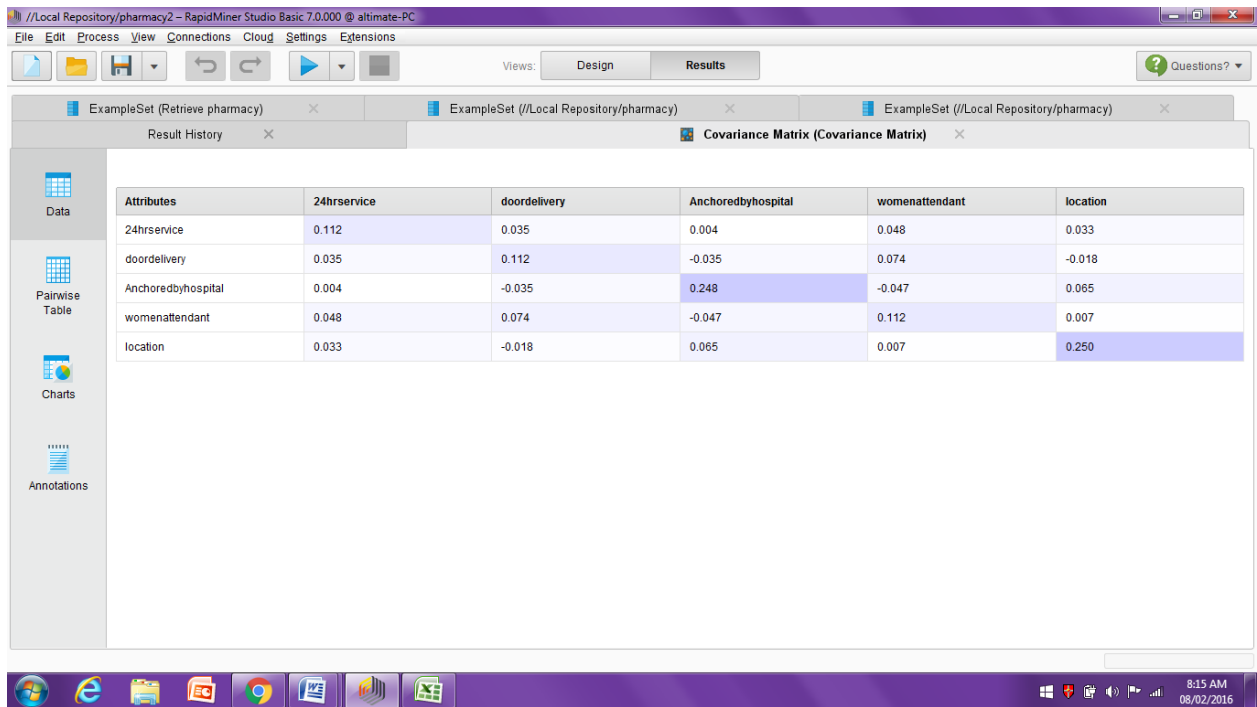 //Local Repository/pharmacy2 – RapidMiner Studio Basic 7.0.000 @ altimate-PC
File Edit Process View Connections Cloud Settings Extensions
Views: Design Results Questions?
ExampleSet (Retrieve pharmacy) ExampleSet (//Local Repository/pharmacy) ExampleSet (//Local Repository/pharmacy)
Result History Covariance Matrix (Covariance Matrix)
Data
Pairwise
Table
Charts
Annotations
Attributes 24hrservice doordelivery Anchoredbyhospital womenattendant location
24hrservice 0.112 0.035 0.004 0.048 0.033
doordelivery 0.035 0.112 -0.035 0.074 -0.018
Anchoredbyhospital 0.004 -0.035 0.248 -0.047 0.065
womenattendant 0.048 0.074 -0.047 0.112 0.007
location 0.033 -0.018 0.065 0.007 0.250
8:15 AM
08/02/2016